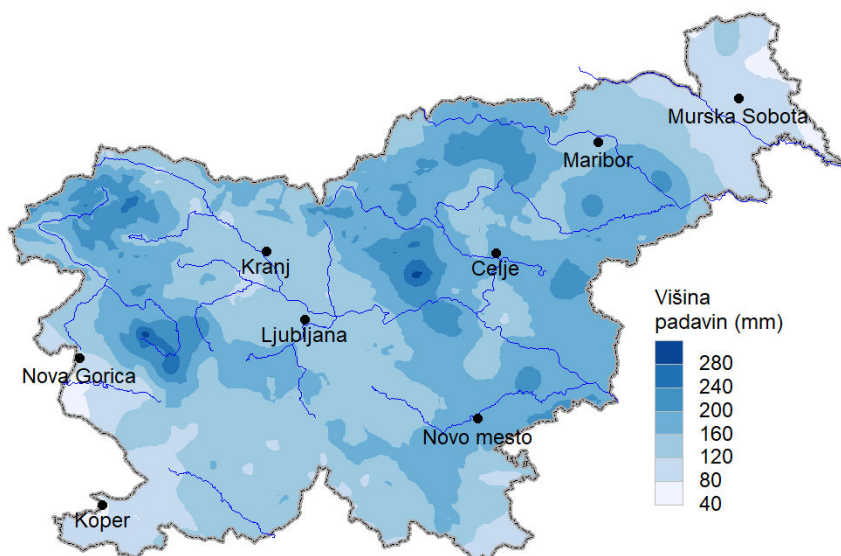 Murska Sobota
Maribor
Kranj
Celje
Ljubljana
Nova Gorica
Novo mesto
Koper
Višina
padavin (mm)
280
240
200
160
120
80
40